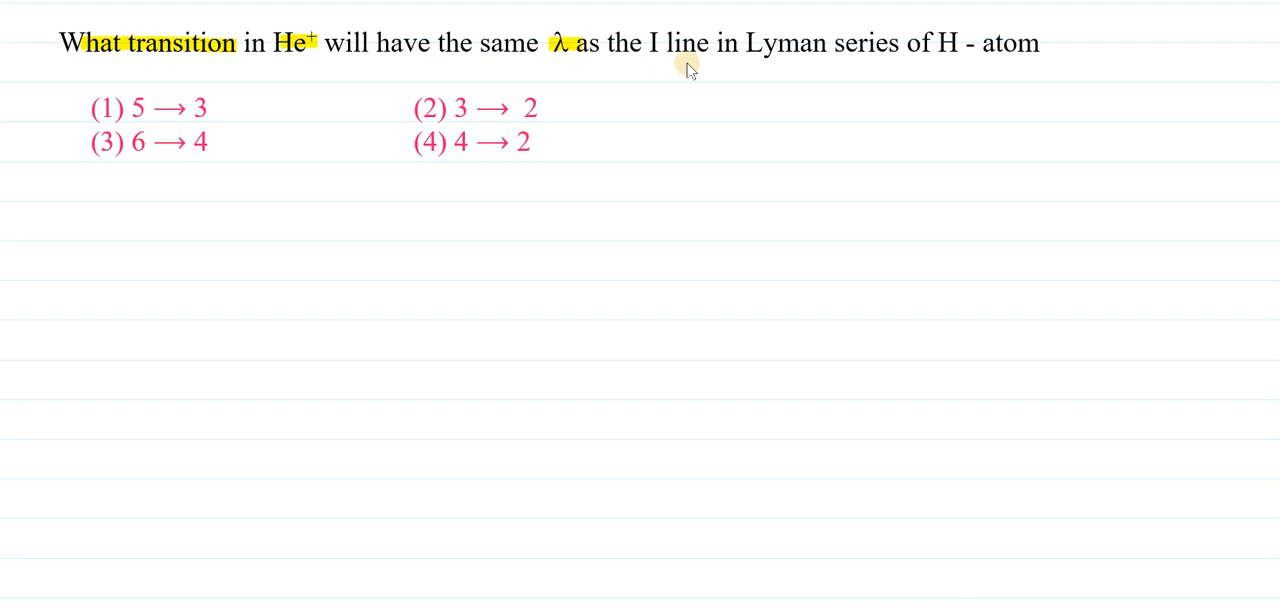 What transition in He⁺ will have the same λ as the I line in Lyman series of H - atom
(1) 5 ⟶ 3 (2) 3 ⟶ 2
(3) 6 ⟶ 4 (4) 4 ⟶ 2